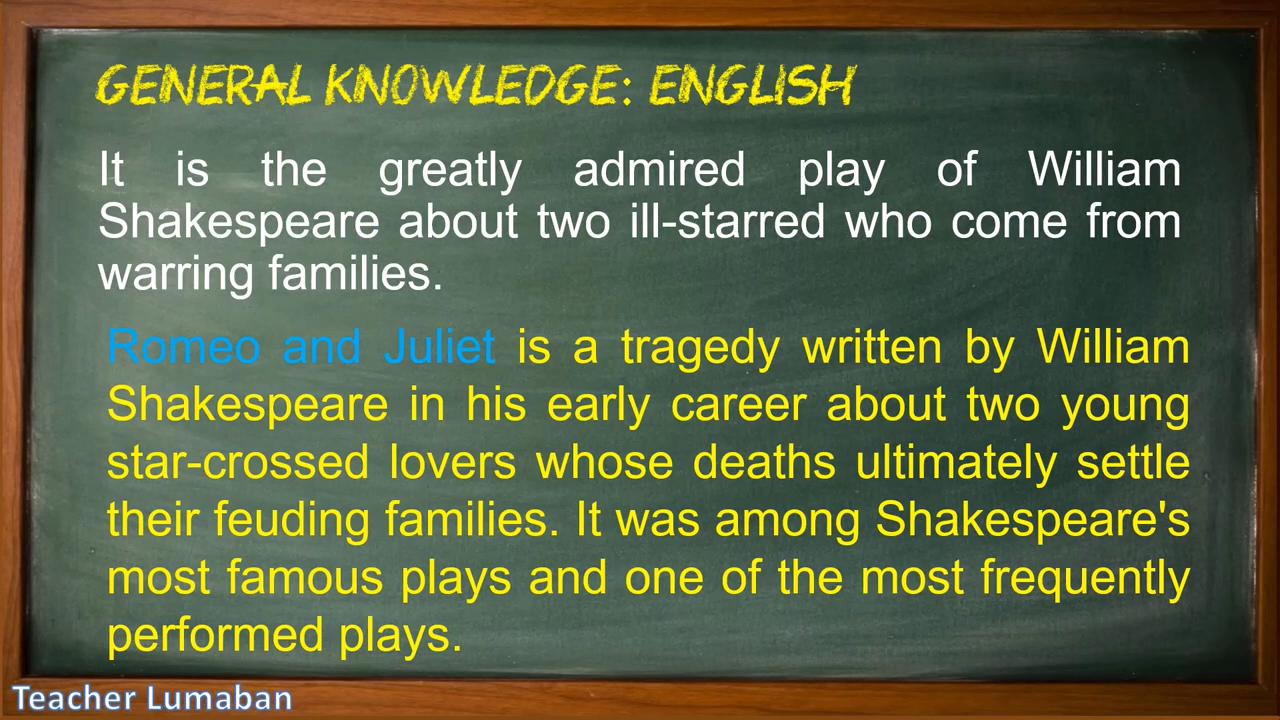 GENERAL KNOWLEDGE: ENGLISH
It is the greatly admired play of William
Shakespeare about two ill-starred who come from
warring families.
Romeo and Juliet is a tragedy written by William
Shakespeare in his early career about two young
star-crossed lovers whose deaths ultimately settle
their feuding families. It was among Shakespeare's
most famous plays and one of the most frequently
performed plays.
Teacher Lumaban